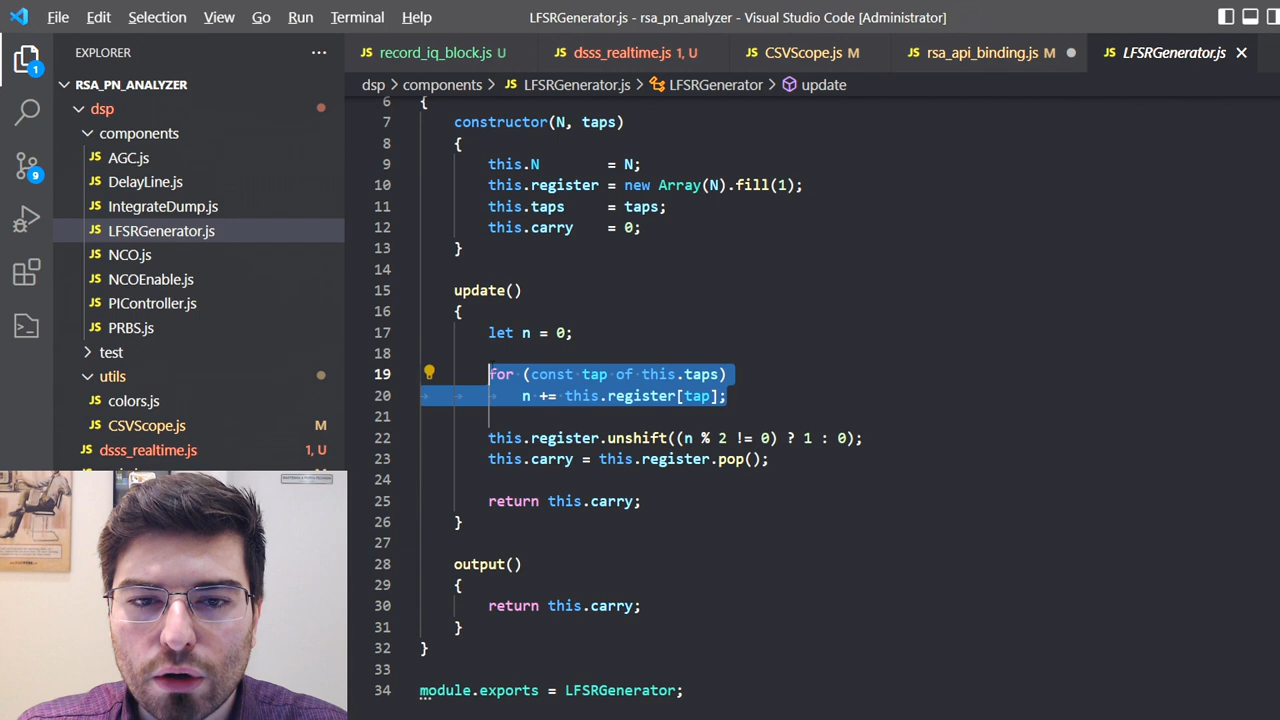 File Edit Selection View Go Run Terminal Help
LFSRGenerator.js - rsa_pn_analyzer - Visual Studio Code [Administrator]
EXPLORER
record_iq_block.js U
dsss_realtime.js 1, U
CSVScope.js M
rsa_api_binding.js M
LFSRGenerator.js
RSA_PN_ANALYZER
dsp > components > LFSRGenerator.js > LFSRGenerator > update
1
9
dsp
components
AGC.js
DelayLine.js
IntegrateDump.js
LFSRGenerator.js
NCO.js
NCOEnable.js
PIController.js
PRBS.js
test
utils
colors.js
CSVScope.js M
dsss_realtime.js 1, U
6 {
7 constructor(N, taps)
8 {
9 this.N = N;
10 this.register = new Array(N).fill(1);
11 this.taps = taps;
12 this.carry = 0;
13 }
14
15 update()
16 {
17 let n = 0;
18
19 for (const tap of this.taps)
20 n += this.register[tap];
21
22 this.register.unshift((n % 2 != 0) ? 1 : 0);
23 this.carry = this.register.pop();
24
25 return this.carry;
26 }
27
28 output()
29 {
30 return this.carry;
31 }
32 }
33
34 module.exports = LFSRGenerator;